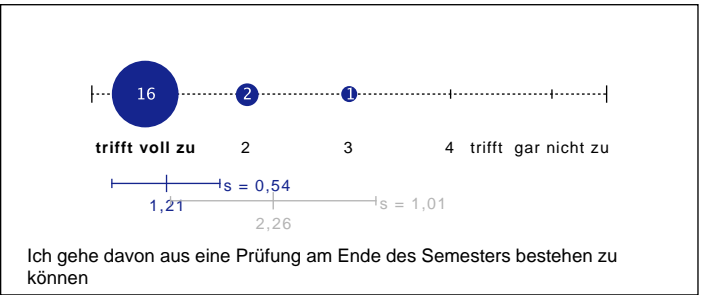 16 2 1
trifft voll zu 2 3 4 trifft gar nicht zu
s = 0,54
1,21 s = 1,01
2,26
Ich gehe davon aus eine Prüfung am Ende des Semesters bestehen zu
können